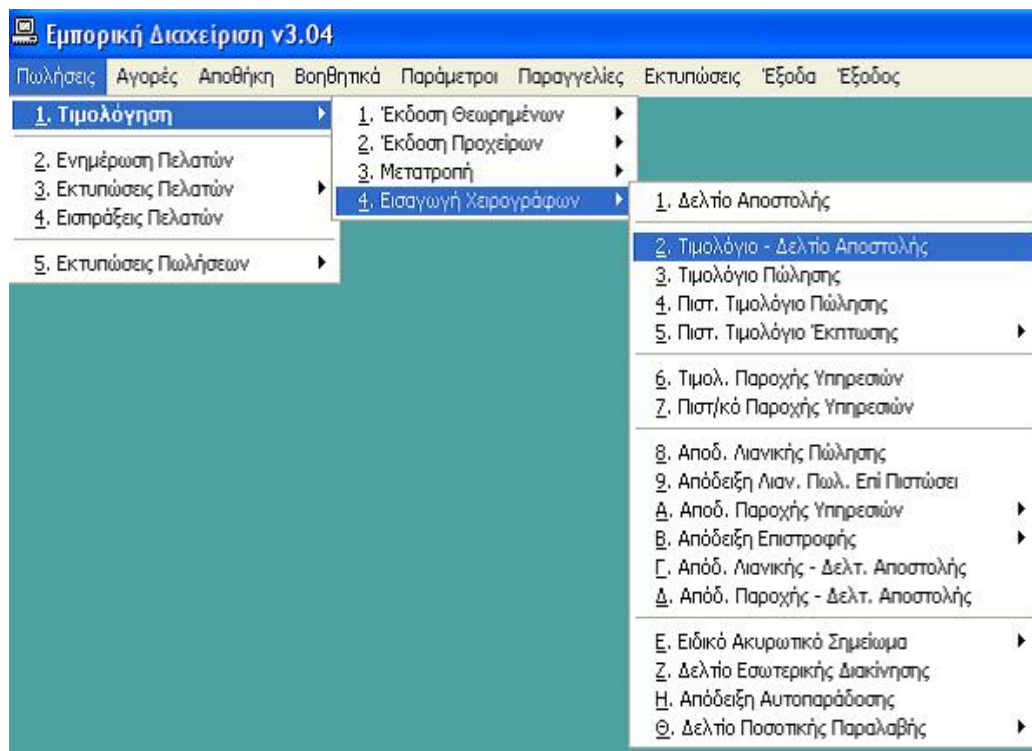 Εμπορική Διαχείριση v3.04
Πωλήσεις Αγορές Αποθήκη Βοηθητικά Παράμετροι Παραγγελίες Εκτυπώσεις Έξοδα Έξοδος
1. Τιμολόγηση
2. Ενημέρωση Πελατών
3. Εκτυπώσεις Πελατών
4. Εισπράξεις Πελατών
5. Εκτυπώσεις Πωλήσεων
1. Έκδοση Θεωρημένων
2. Έκδοση Προχείρων
3. Μετατροπή
4. Εισαγωγή Χειρογράφων
1. Δελτίο Αποστολής
2. Τιμολόγιο - Δελτίο Αποστολής
3. Τιμολόγιο Πώλησης
4. Πιστ. Τιμολόγιο Πώλησης
5. Πιστ. Τιμολόγιο Έκπτωσης
6. Τιμολ. Παροχής Υπηρεσιών
7. Πιστ/κό Παροχής Υπηρεσιών
8. Αποδ. Λιανικής Πώλησης
9. Απόδειξη Λιαν. Πωλ. Επί Πιστώσει
Α. Αποδ. Παροχής Υπηρεσιών
Β. Απόδειξη Επιστροφής
Γ. Απόδ. Λιανικής - Δελτ. Αποστολής
Δ. Απόδ. Παροχής - Δελτ. Αποστολής
Ε. Ειδικό Ακυρωτικό Σημείωμα
Ζ. Δελτίο Εσωτερικής Διακίνησης
Η. Απόδειξη Αυτοπαράδοσης
Θ. Δελτίο Ποσοτικής Παραλαβής